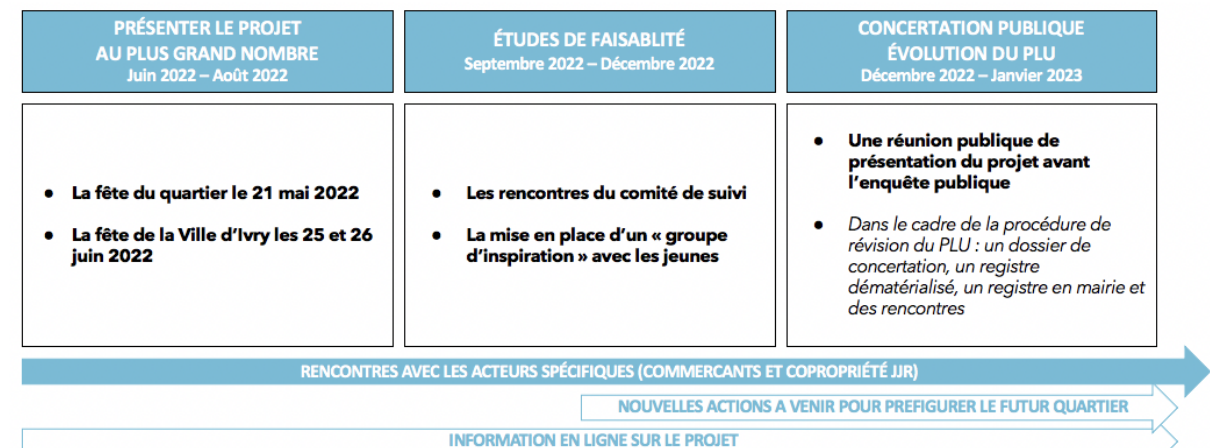 PRÉSENTER LE PROJET
AU PLUS GRAND NOMBRE
Juin 2022 – Août 2022
ÉTUDES DE FAISABLITÉ
Septembre 2022 – Décembre 2022
CONCERTATION PUBLIQUE
ÉVOLUTION DU PLU
Décembre 2022 – Janvier 2023
● La fête du quartier le 21 mai 2022
● La fête de la Ville d’Ivry les 25 et 26
juin 2022
● Les rencontres du comité de suivi
● La mise en place d’un « groupe
d’inspiration » avec les jeunes
● Une réunion publique de
présentation du projet avant
l’enquête publique
● Dans le cadre de la procédure de
révision du PLU : un dossier de
concertation, un registre
dématérialisé, un registre en mairie et
des rencontres
RENCONTRES AVEC LES ACTEURS SPÉCIFIQUES (COMMERCANTS ET COPROPRIÉTÉ JJR)
NOUVELLES ACTIONS A VENIR POUR PREFIGURER LE FUTUR QUARTIER
INFORMATION EN LIGNE SUR LE PROJET